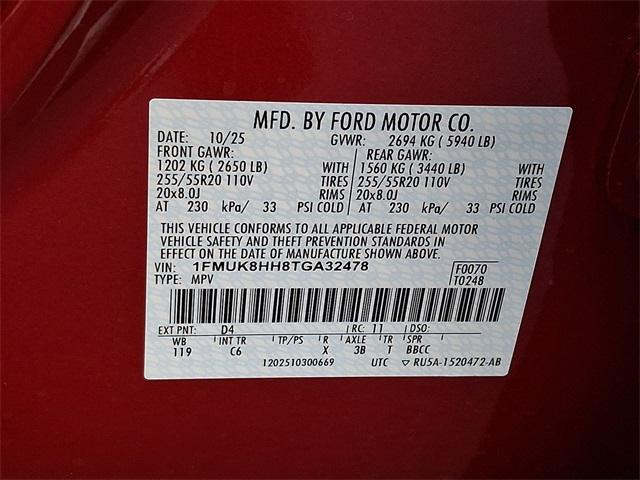 MFD. BY FORD MOTOR CO.
DATE: 10/25 GVWR: 2694 KG ( 5940 LB)
FRONT GAWR: REAR GAWR:
1202 KG ( 2650 LB) WITH 1560 KG ( 3440 LB) WITH
255/55R20 110V TIRES 255/55R20 110V TIRES
20x8.0J RIMS 20x8.0J RIMS
AT 230 kPa/ 33 PSI COLD AT 230 kPa/ 33 PSI COLD
THIS VEHICLE CONFORMS TO ALL APPLICABLE FEDERAL MOTOR
VEHICLE SAFETY AND THEFT PREVENTION STANDARDS IN
EFFECT ON THE DATE OF MANUFACTURE SHOWN ABOVE.
VIN: 1FMUK8HH8TGA32478 F0070
TYPE: MPV T0248
EXT PNT: D4 RC: 11 DSO:
WB INT TR TP/PS R AXLE TR SPR
119 C6 X 3B T BBCC
1202510300669 UTC ▽ RU5A-1520472-AB